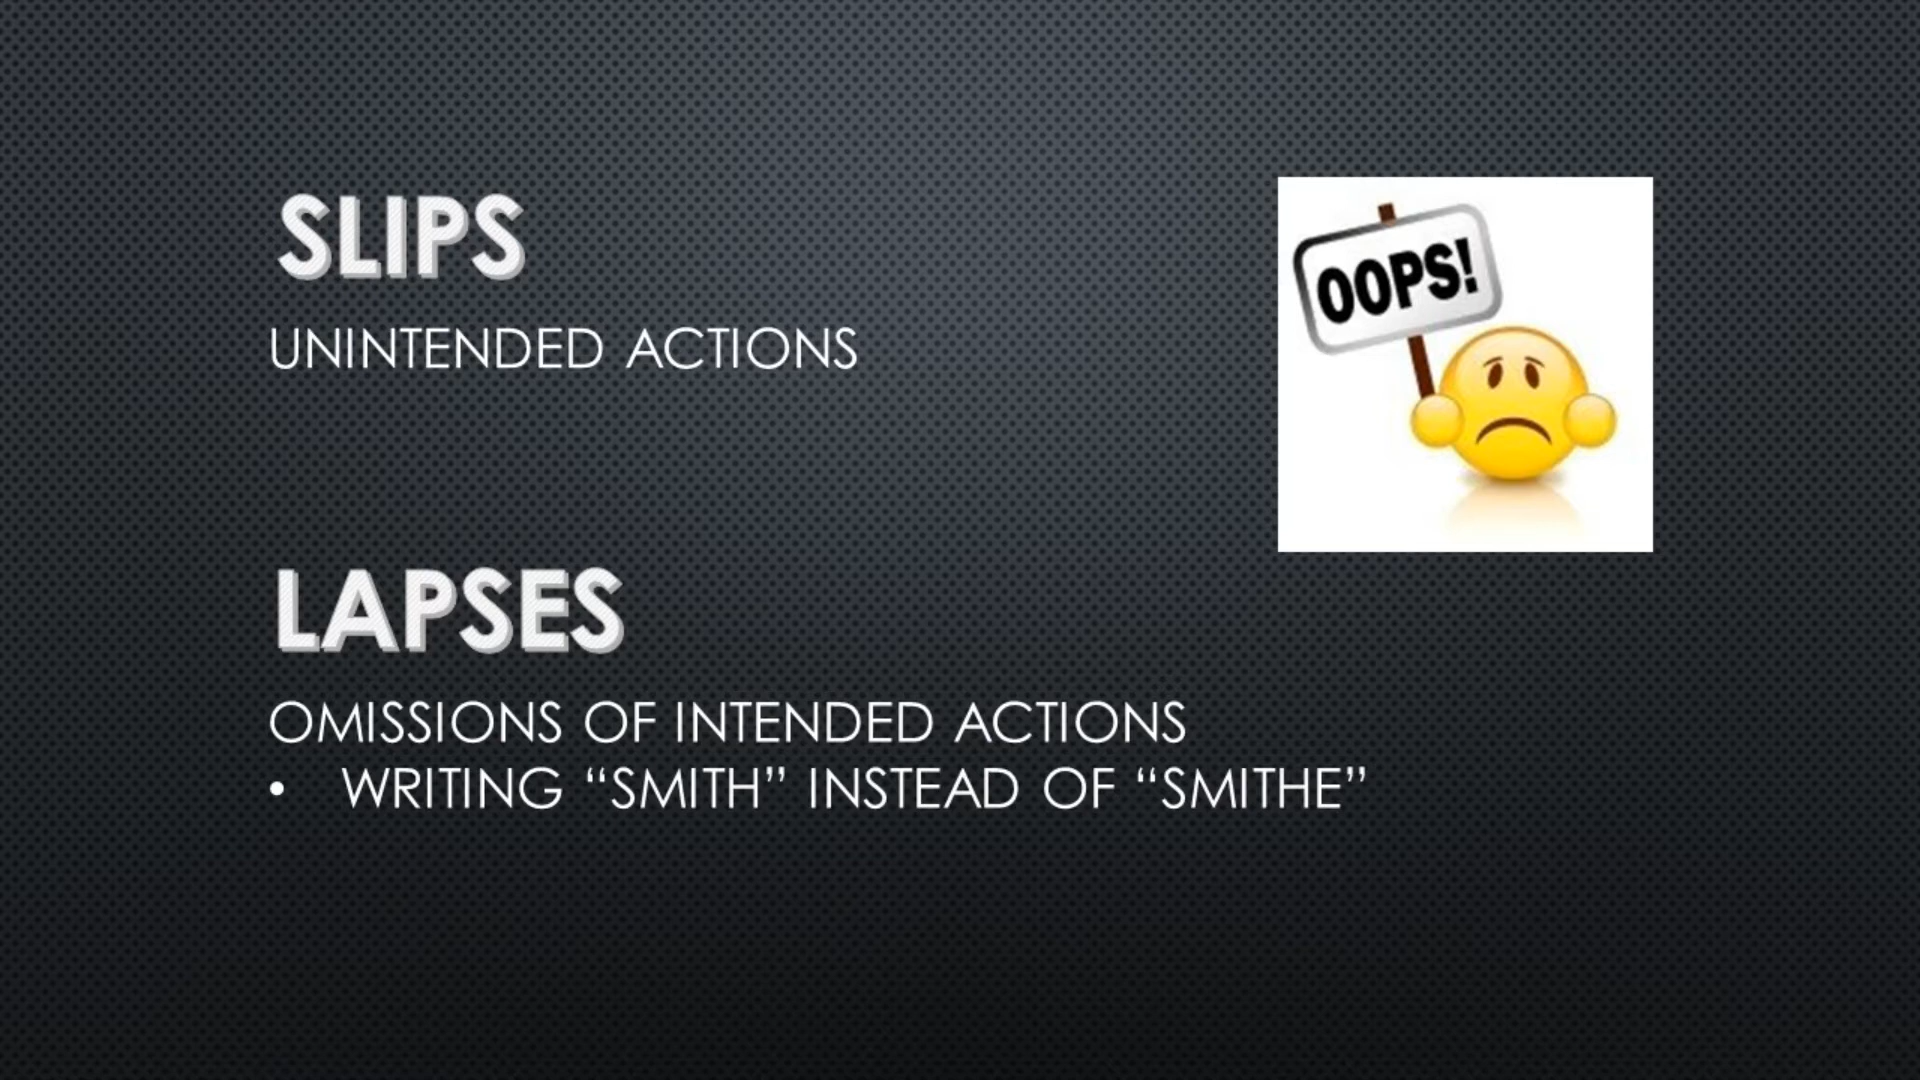 SLIPS
UNINTENDED ACTIONS
OOPS!
LAPSES
OMISSIONS OF INTENDED ACTIONS
• WRITING “SMITH” INSTEAD OF “SMITHE”